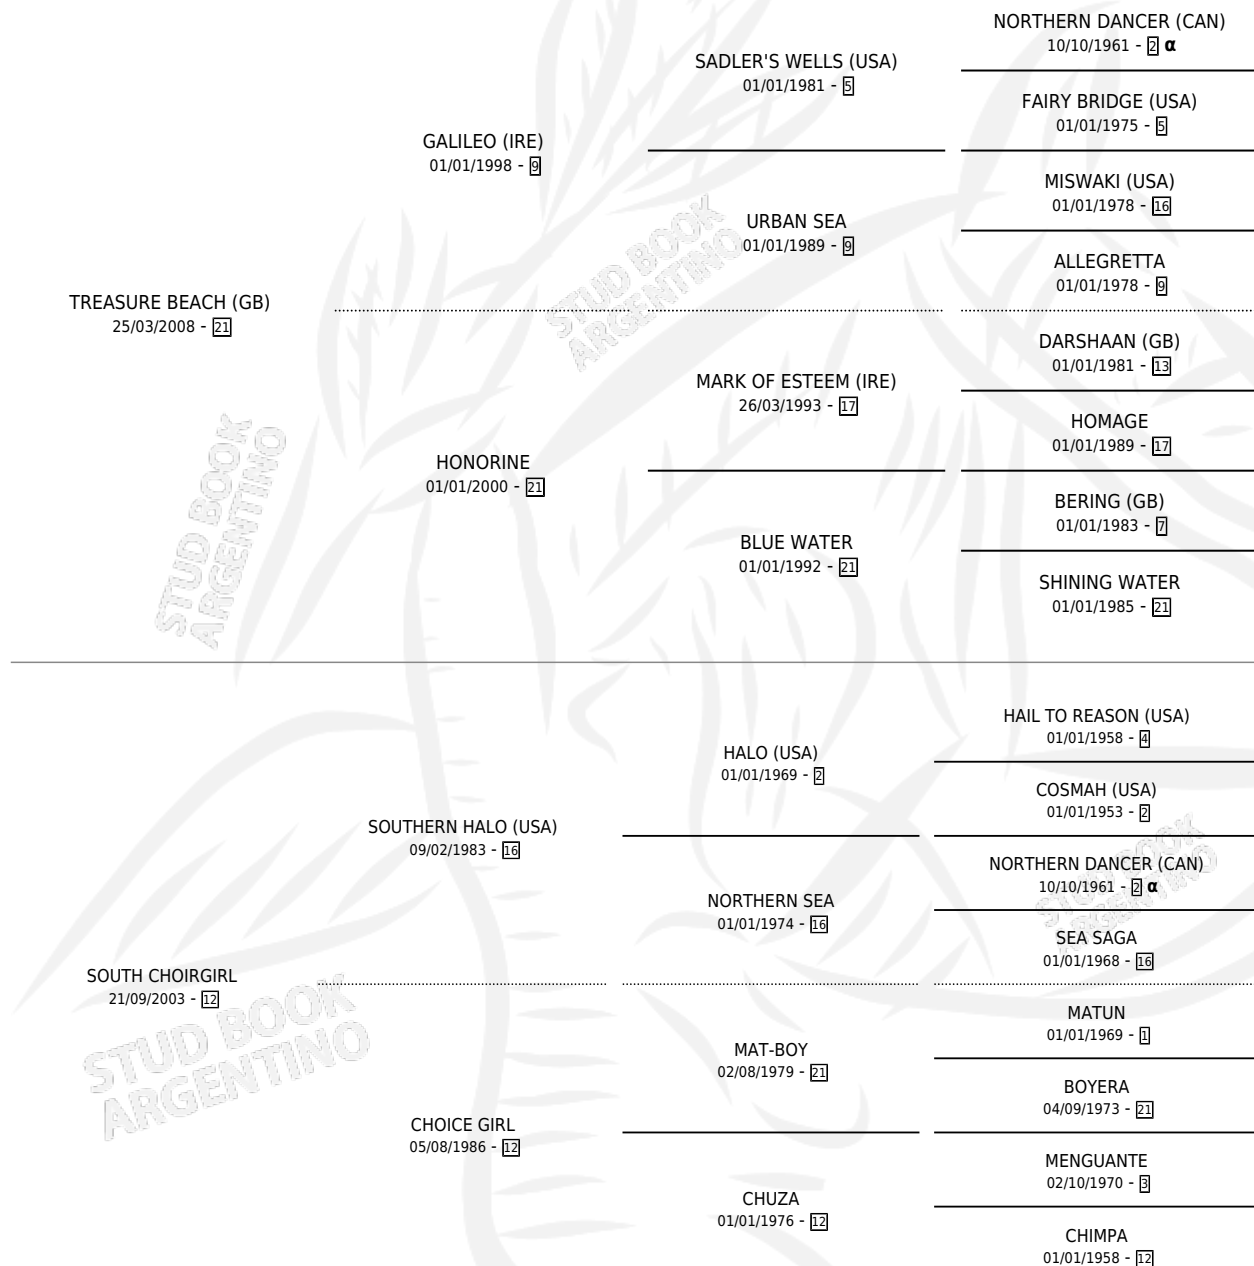 NORTHERN DANCER (CAN)
10/10/1961 - 2 α
SADLER'S WELLS (USA)
01/01/1981 - 5
FAIRY BRIDGE (USA)
01/01/1975 - 5
GALILEO (IRE)
01/01/1998 - 9
MISWAKI (USA)
01/01/1978 - 16
URBAN SEA
01/01/1989 - 9
ALLEGRETTA
01/01/1978 - 9
STUD BOOK
ARGENTINO
TREASURE BEACH (GB)
25/03/2008 - 21
DARSHAAN (GB)
01/01/1981 - 13
MARK OF ESTEEM (IRE)
26/03/1993 - 17
HOMAGE
01/01/1989 - 17
HONORINE
01/01/2000 - 21
BERING (GB)
01/01/1983 - 7
BLUE WATER
01/01/1992 - 21
SHINING WATER
01/01/1985 - 21
STUD BOOK
ARGENTINO
HAIL TO REASON (USA)
01/01/1958 - 4
HALO (USA)
01/01/1969 - 2
COSMAH (USA)
01/01/1953 - 2
SOUTHERN HALO (USA)
09/02/1983 - 16
NORTHERN DANCER (CAN)
10/10/1961 - 2 α
NORTHERN SEA
01/01/1974 - 16
SEA SAGA
01/01/1968 - 16
STUD BOOK
ARGENTINO
SOUTH CHOIRGIRL
21/09/2003 - 12
MATUN
01/01/1969 - 1
MAT-BOY
02/08/1979 - 21
BOYERA
04/09/1973 - 21
STUD BOOK
ARGENTINO
CHOICE GIRL
05/08/1986 - 12
MENGUANTE
02/10/1970 - 3
CHUZA
01/01/1976 - 12
CHIMPA
01/01/1958 - 12